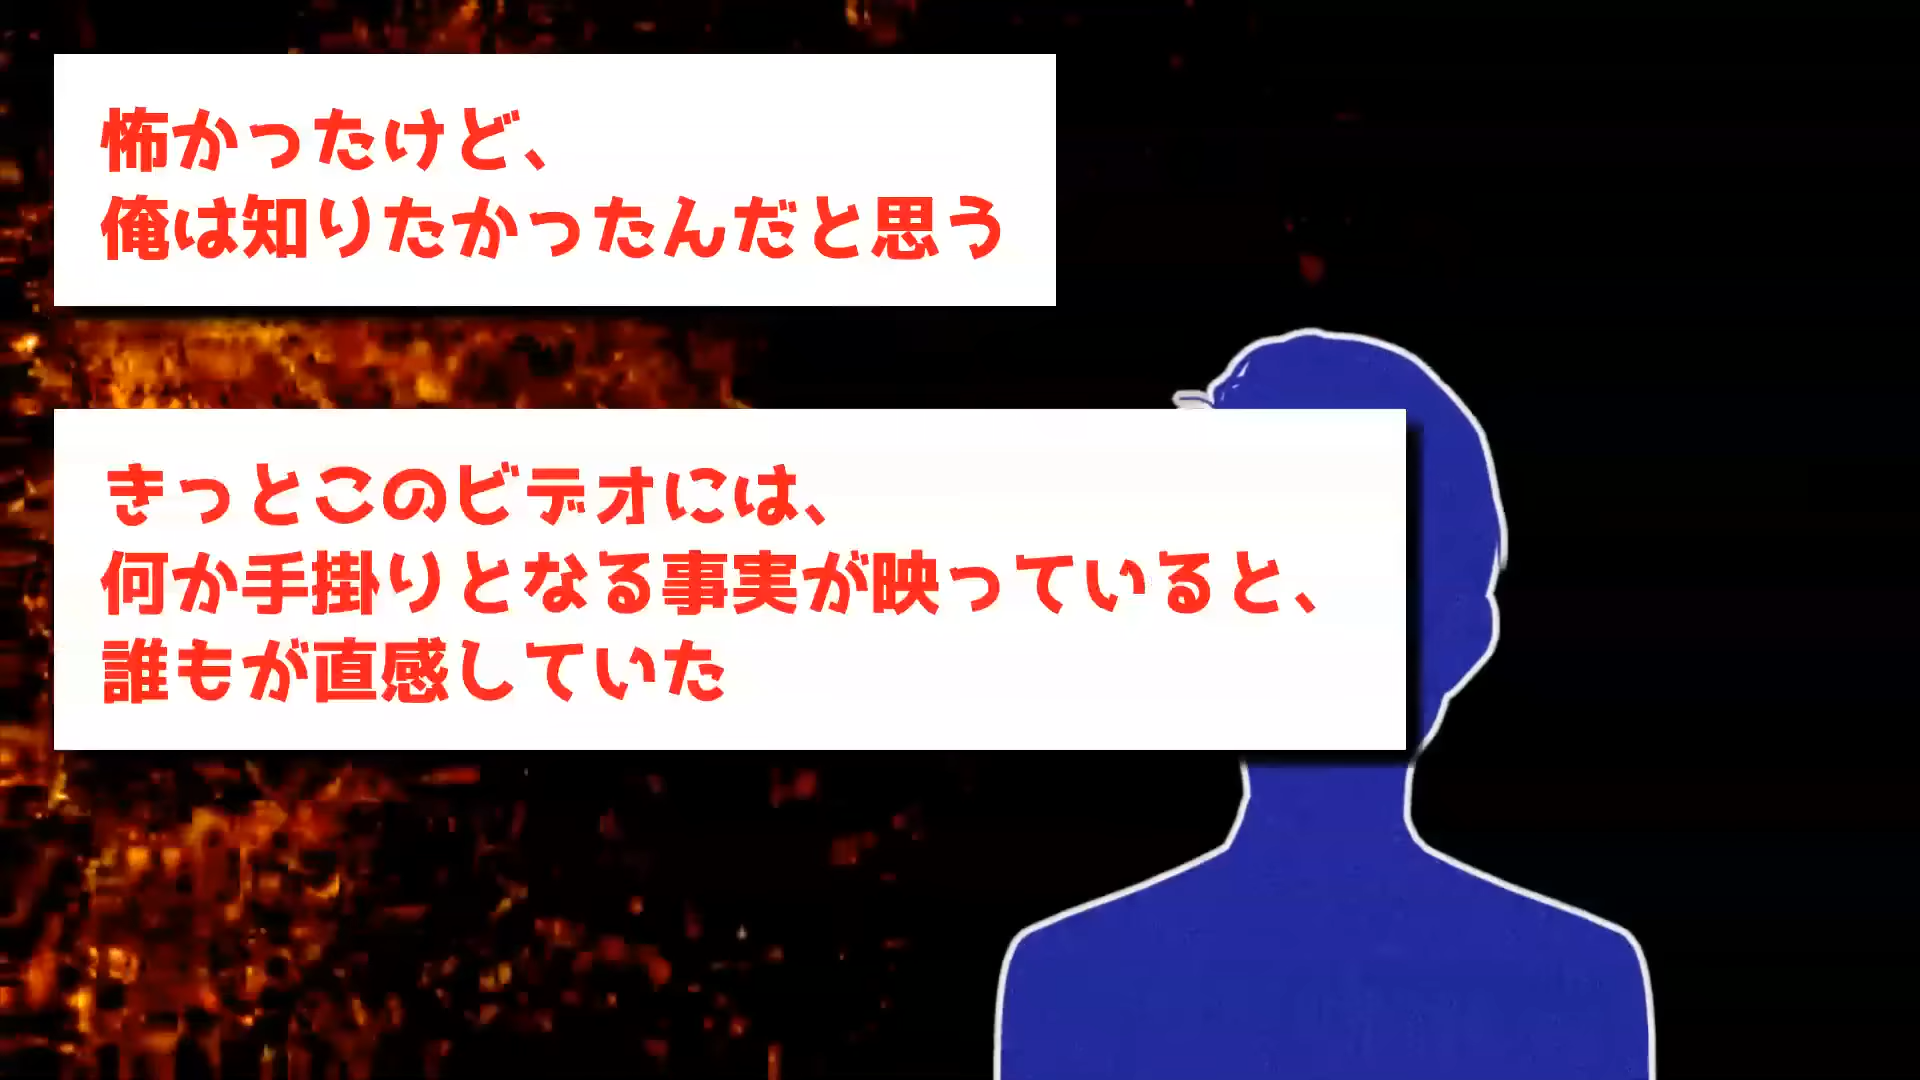 怖かったけど、
俺は知りたかったんだと思う
きっとこのビデオには、
何か手掛りとなる事実が映っていると、
誰もが直感していた